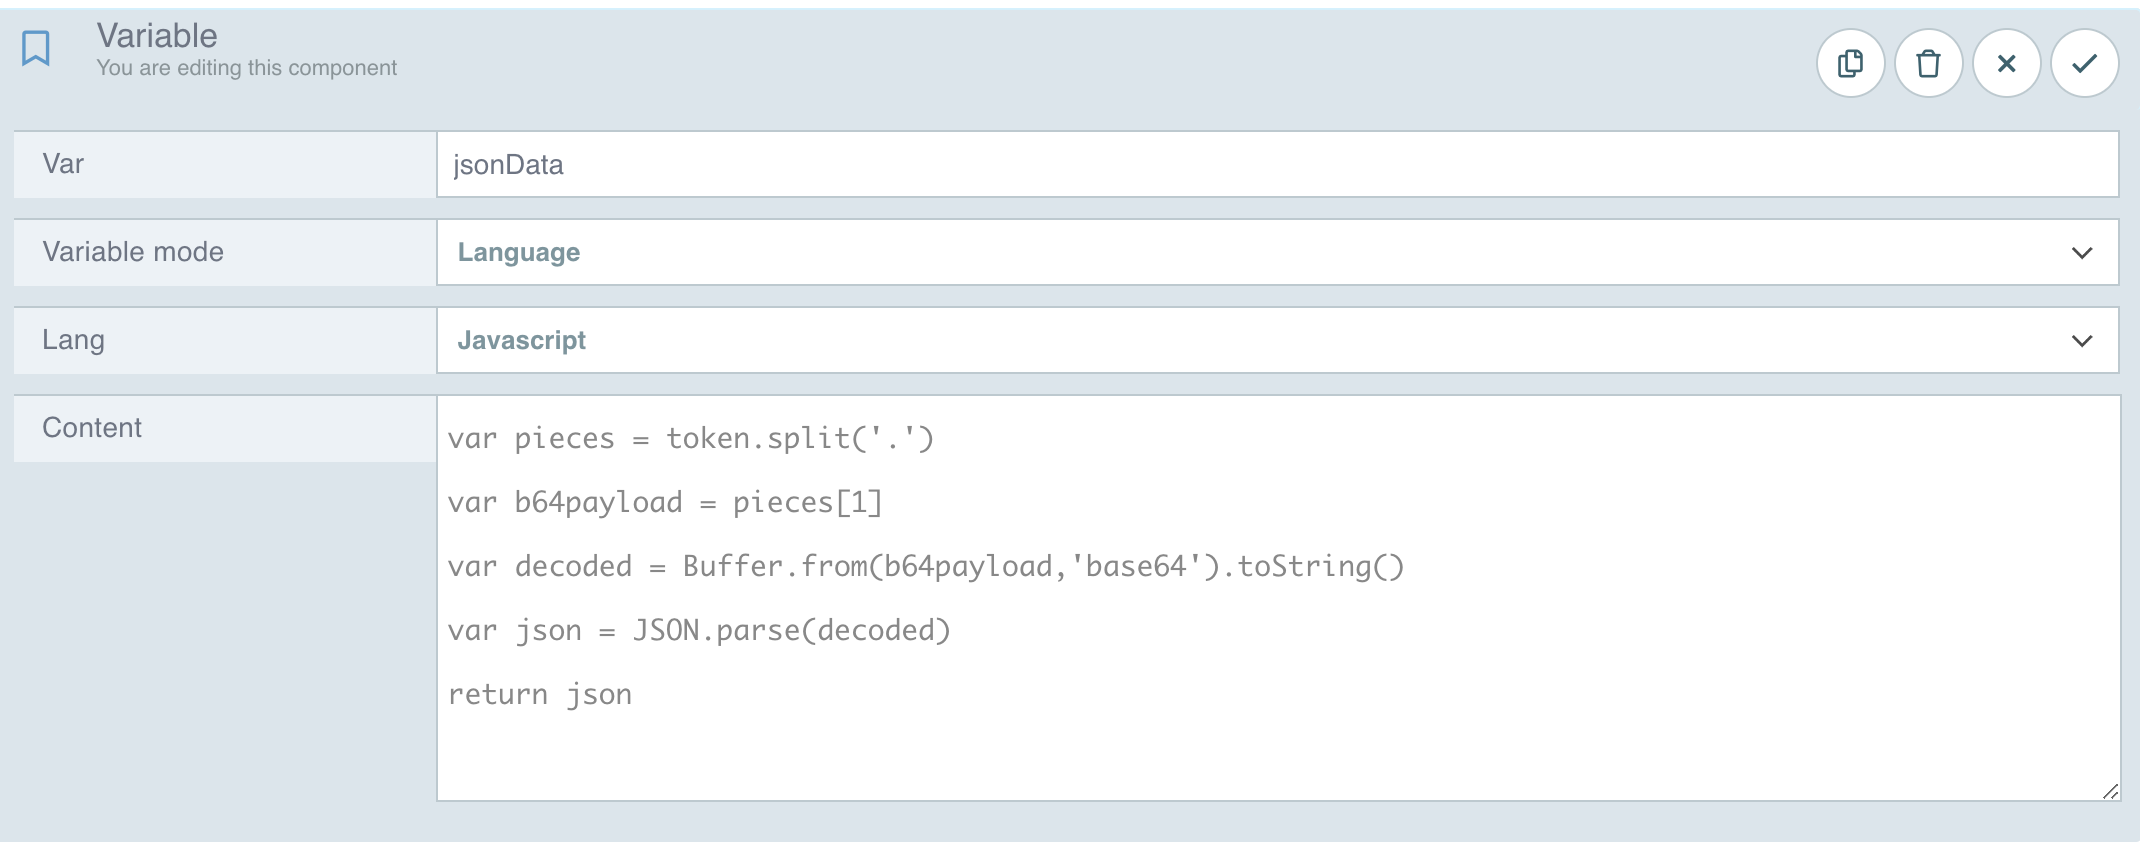 Variable
You are editing this component
Var
jsonData
Variable mode
Language
Lang
Javascript
Content
var pieces = token.split('.')
var b64payload = pieces[1]
var decoded = Buffer.from(b64payload,'base64').toString()
var json = JSON.parse(decoded)
return json